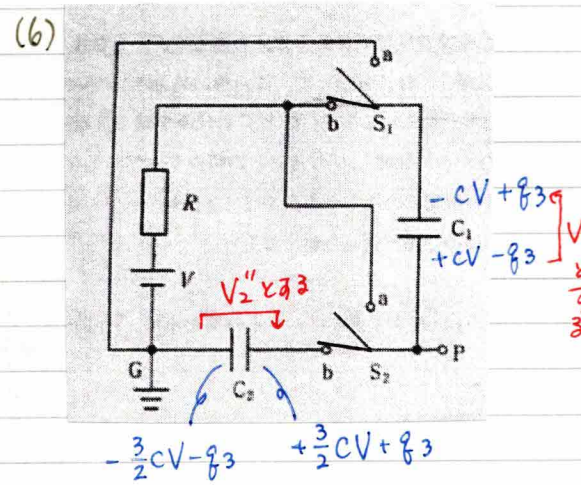 (6)
a
b
S₁
R
-CV+q3
C₁
+CV-q3
V
V
V₂''とする
a
G
C₂
b
S₂
P
-3/2CV-q3
+3/2CV+q3